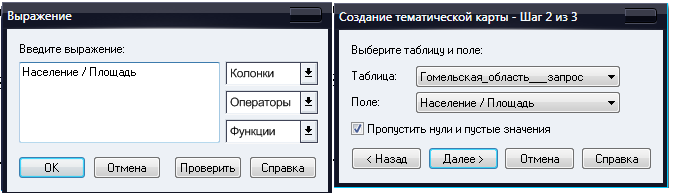 Выражение
Введите выражение:
Население / Площадь
Колонки
Операторы
Функции
OK
Отмена
Проверить
Справка
Создание тематической карты - Шаг 2 из 3
Выберите таблицу и поле:
Таблица: Гомельская_область___запрос
Поле: Население / Площадь
Пропустить нули и пустые значения
< Назад
Далее >
Отмена
Справка